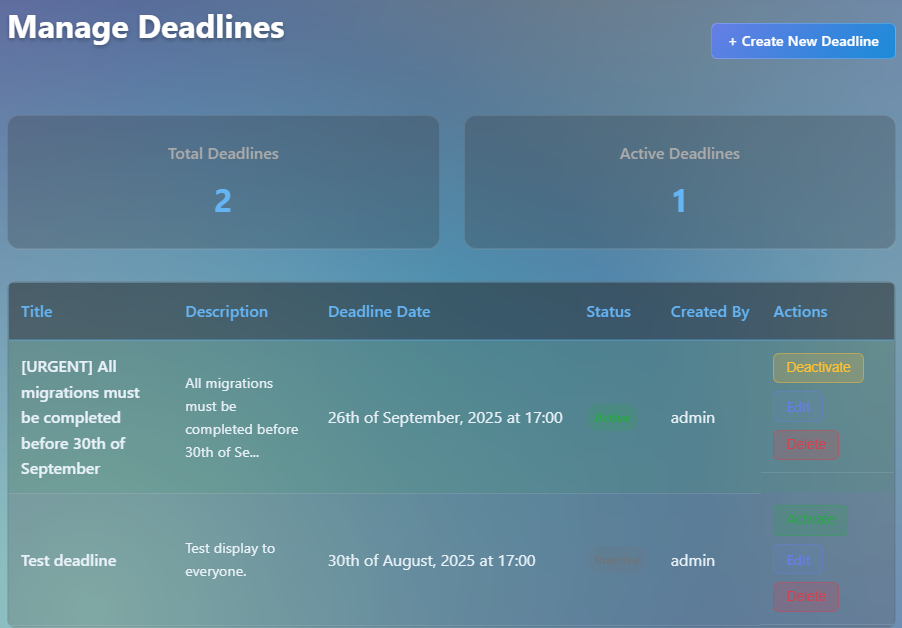 Manage Deadlines
+ Create New Deadline
Total Deadlines
2
Active Deadlines
1
Title
Description
Deadline Date
Status
Created By
Actions
[URGENT] All
migrations must
be completed
before 30th of
September
All migrations
must be
completed before
30th of Se...
26th of September, 2025 at 17:00
admin
Deactivate
Edit
Delete
Test deadline
Test display to
everyone.
30th of August, 2025 at 17:00
admin
Edit
Delete